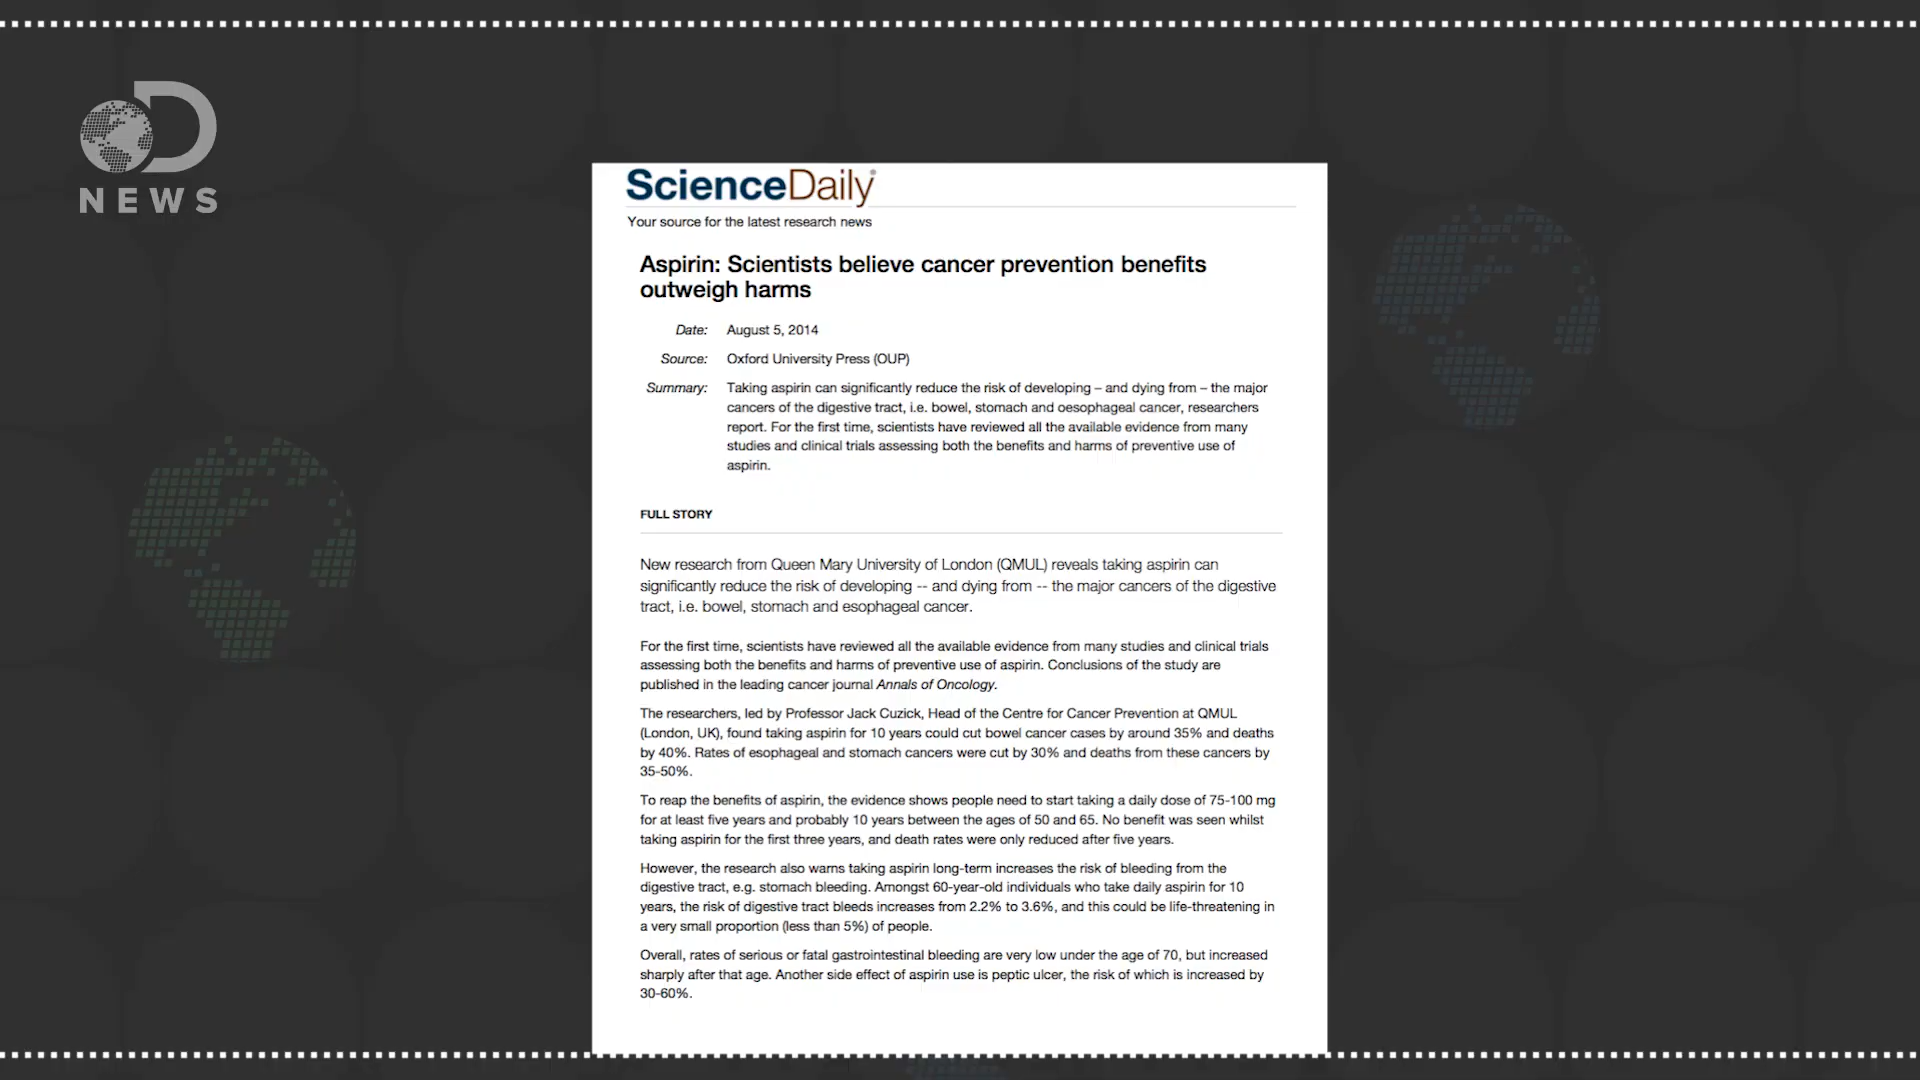 NEWS
ScienceDaily
Your source for the latest research news
Aspirin: Scientists believe cancer prevention benefits
outweigh harms
Date: August 5, 2014
Source: Oxford University Press (OUP)
Summary: Taking aspirin can significantly reduce the risk of developing – and dying from – the major
cancers of the digestive tract, i.e. bowel, stomach and oesophageal cancer, researchers
report. For the first time, scientists have reviewed all the available evidence from many
studies and clinical trials assessing both the benefits and harms of preventive use of
aspirin.
FULL STORY
New research from Queen Mary University of London (QMUL) reveals taking aspirin can
significantly reduce the risk of developing -- and dying from -- the major cancers of the digestive
tract, i.e. bowel, stomach and esophageal cancer.
For the first time, scientists have reviewed all the available evidence from many studies and clinical trials
assessing both the benefits and harms of preventive use of aspirin. Conclusions of the study are
published in the leading cancer journal Annals of Oncology.
The researchers, led by Professor Jack Cuzick, Head of the Centre for Cancer Prevention at QMUL
(London, UK), found taking aspirin for 10 years could cut bowel cancer cases by around 35% and deaths
by 40%. Rates of esophageal and stomach cancers were cut by 30% and deaths from these cancers by
35-50%.
To reap the benefits of aspirin, the evidence shows people need to start taking a daily dose of 75-100 mg
for at least five years and probably 10 years between the ages of 50 and 65. No benefit was seen whilst
taking aspirin for the first three years, and death rates were only reduced after five years.
However, the research also warns taking aspirin long-term increases the risk of bleeding from the
digestive tract, e.g. stomach bleeding. Amongst 60-year-old individuals who take daily aspirin for 10
years, the risk of digestive tract bleeds increases from 2.2% to 3.6%, and this could be life-threatening in
a very small proportion (less than 5%) of people.
Overall, rates of serious or fatal gastrointestinal bleeding are very low under the age of 70, but increased
sharply after that age. Another side effect of aspirin use is peptic ulcer, the risk of which is increased by
30-60%.